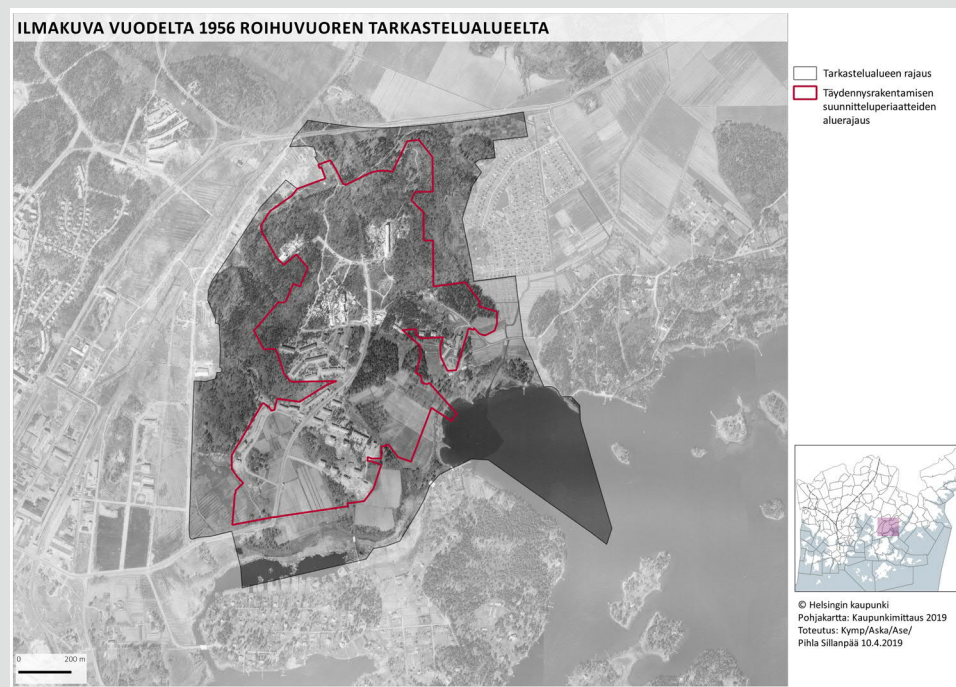 ILMAKUVA VUODELTA 1956 ROIHUVUOREN TARKASTELUALUEELTA
Tarkastelualueen rajaus
Täydennysrakentamisen
suunnitteluperiaatteiden
aluerajaus
© Helsingin kaupunki
Pohjakartta: Kaupunkimittaus 2019
Toteutus: Kymp/Aska/Ase/
Pihla Sillanpää 10.4.2019
0 200 m